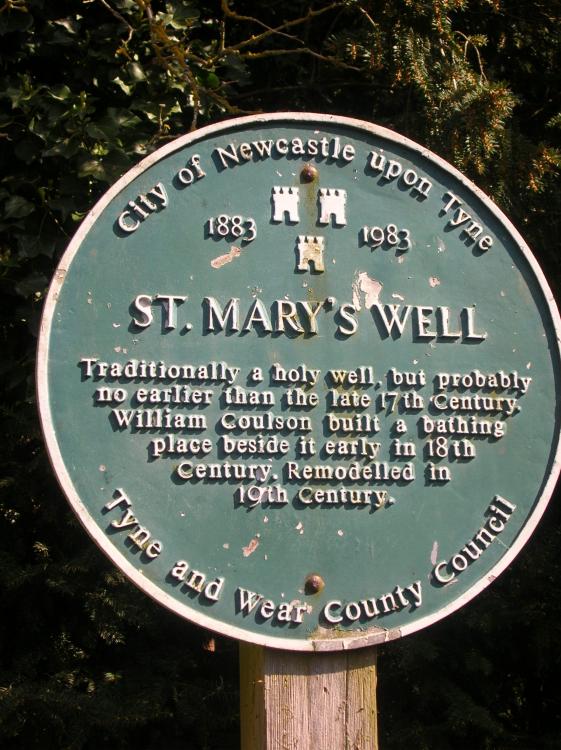 City of Newcastle upon Tyne
1883 1983
ST. MARY'S WELL
Traditionally a holy well, but probably
no earlier than the late 17th Century.
William Coulson built a bathing
place beside it early in 18th
Century. Remodelled in
19th Century.
Tyne and Wear County Council